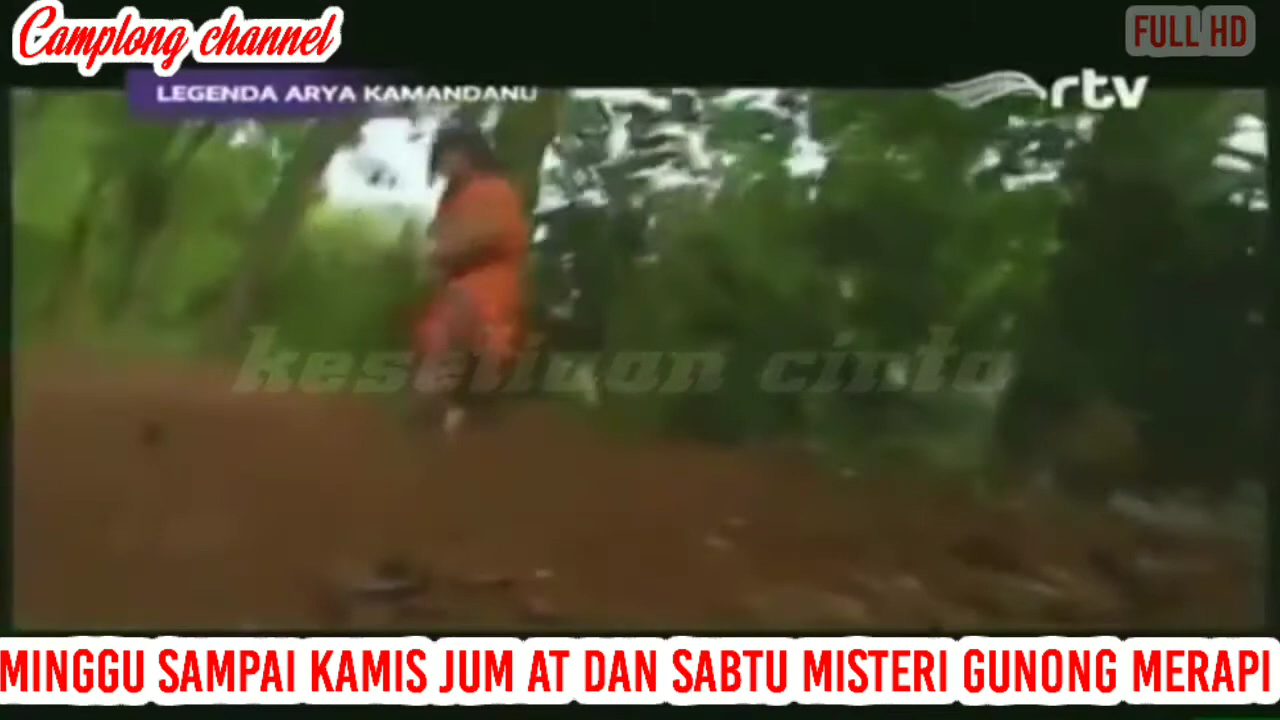 Camplong channel
FULL HD
LEGENDA ARYA KAMANDANU
rtv
kesetiaan cinta
MINGGU SAMPAI KAMIS JUM AT DAN SABTU MISTERI GUNONG MERAPI